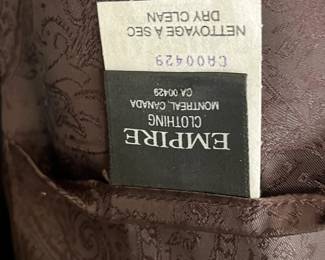 EMPIRE
CLOTHING
MONTREAL, CANADA
CA 00429
CA00429
DRY CLEAN
NETTOYAGE A SEC